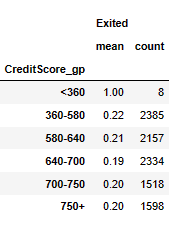 Exited
mean count
CreditScore_gp
<360 1.00 8
360-580 0.22 2385
580-640 0.21 2157
640-700 0.19 2334
700-750 0.20 1518
750+ 0.20 1598